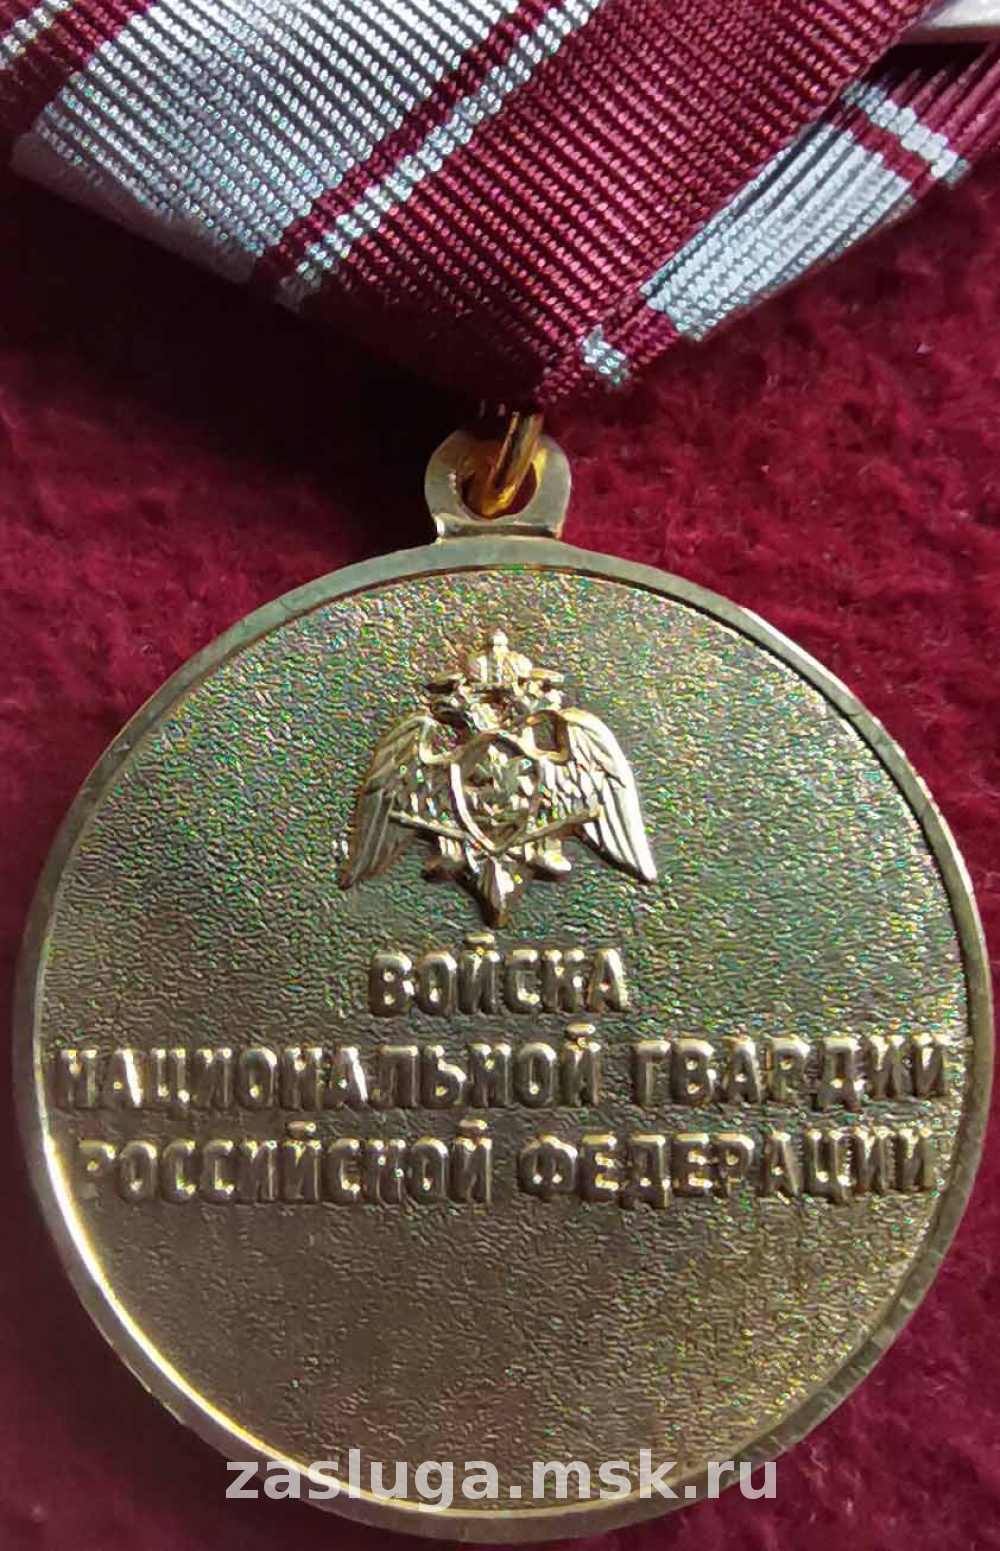 ВОЙСКА
НАЦИОНАЛЬНОЙ ГВАРДИИ
РОССИЙСКОЙ ФЕДЕРАЦИИ
zasluga.msk.ru